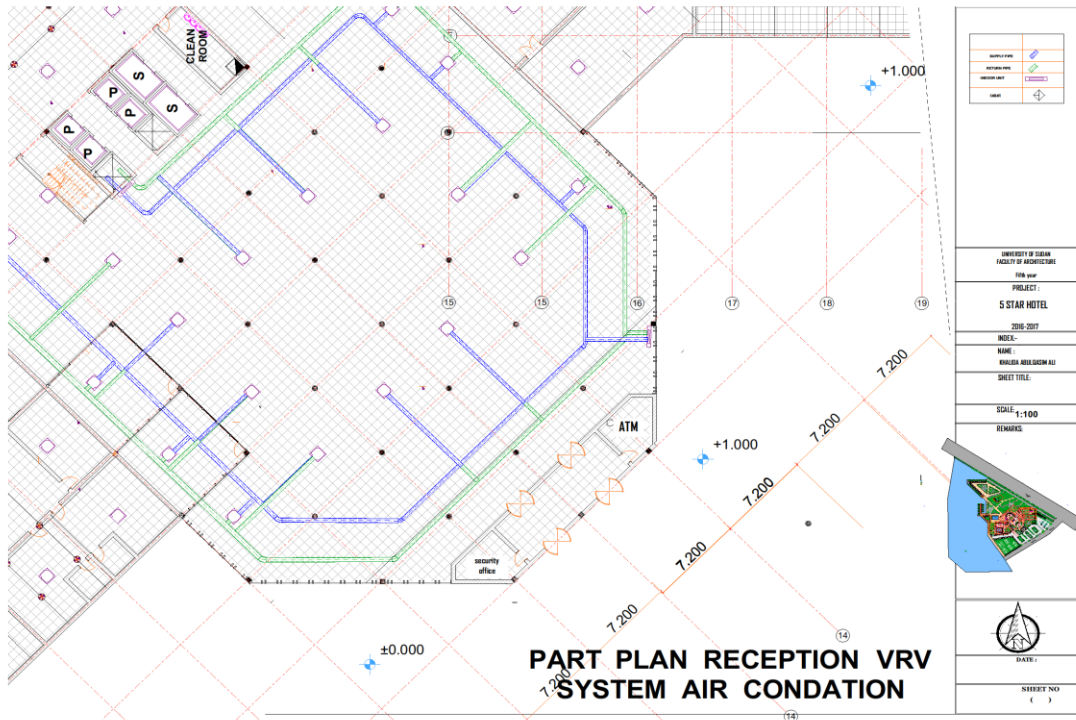 CLEAN
ROOM
S
S
P
P
P
P
+1.000
15
15
16
17
18
19
7.200
7.200
7.200
7.200
7.200
7.200
ATM
+1.000
security
office
±0.000
14
14
PART PLAN RECEPTION VRV
SYSTEM AIR CONDATION
SUPPLY PIPE
RETURN PIPE
INDOOR UNIT
UNIVERSITY OF SUDAN
FACULTY OF ARCHITECTURE
Fifth year
PROJECT :
5 STAR HOTEL
2016-2017
INDEX:-
NAME :
KHALIDA ABULGASIM ALI
SHEET TITLE:
SCALE: 1:100
REMARKS:
N
DATE :
SHEET NO
( )